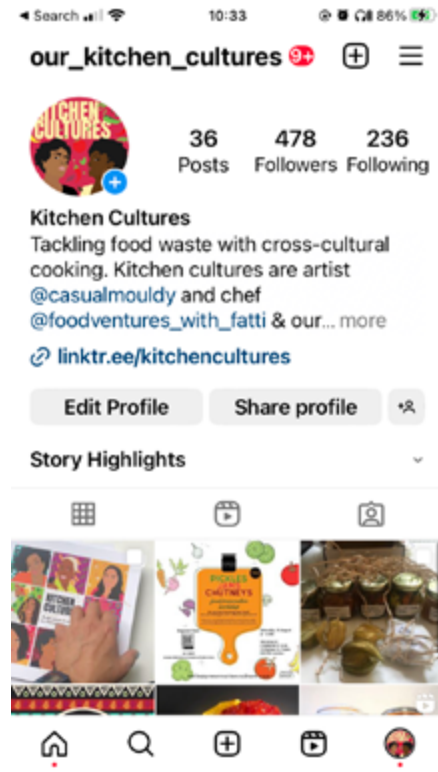 Search
10:33
86%
our_kitchen_cultures 9+
KITCHEN
CULTURES
36 478 236
Posts Followers Following
Kitchen Cultures
Tackling food waste with cross-cultural
cooking. Kitchen cultures are artist
@casualmouldy and chef
@foodventures_with_fatti & our... more
linktr.ee/kitchencultures
Edit Profile Share profile
Story Highlights
KITCHEN
PICKLES
CHUTNEYS